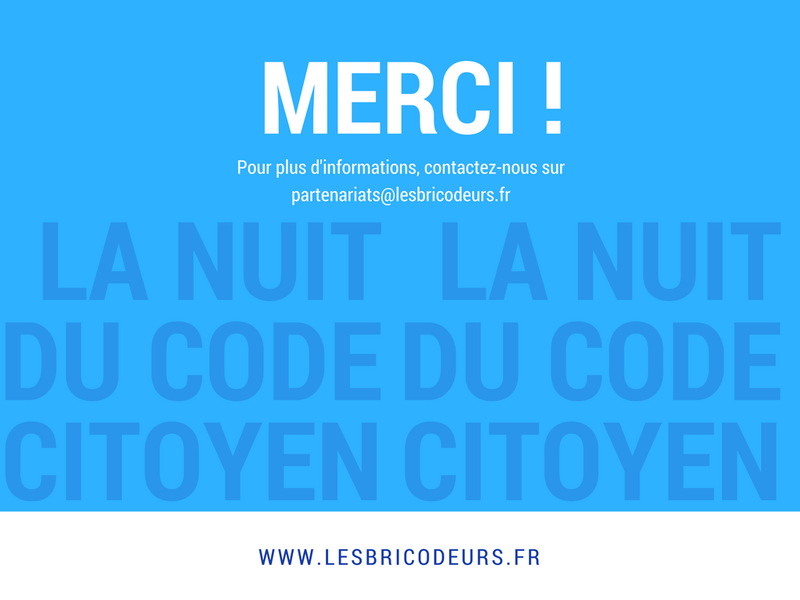 MERCI !
Pour plus d'informations, contactez-nous sur
partenariats@lesbricodeurs.fr
LA NUIT LA NUIT
DU CODE DU CODE
CITOYEN CITOYEN
WWW.LESBRICODEURS.FR